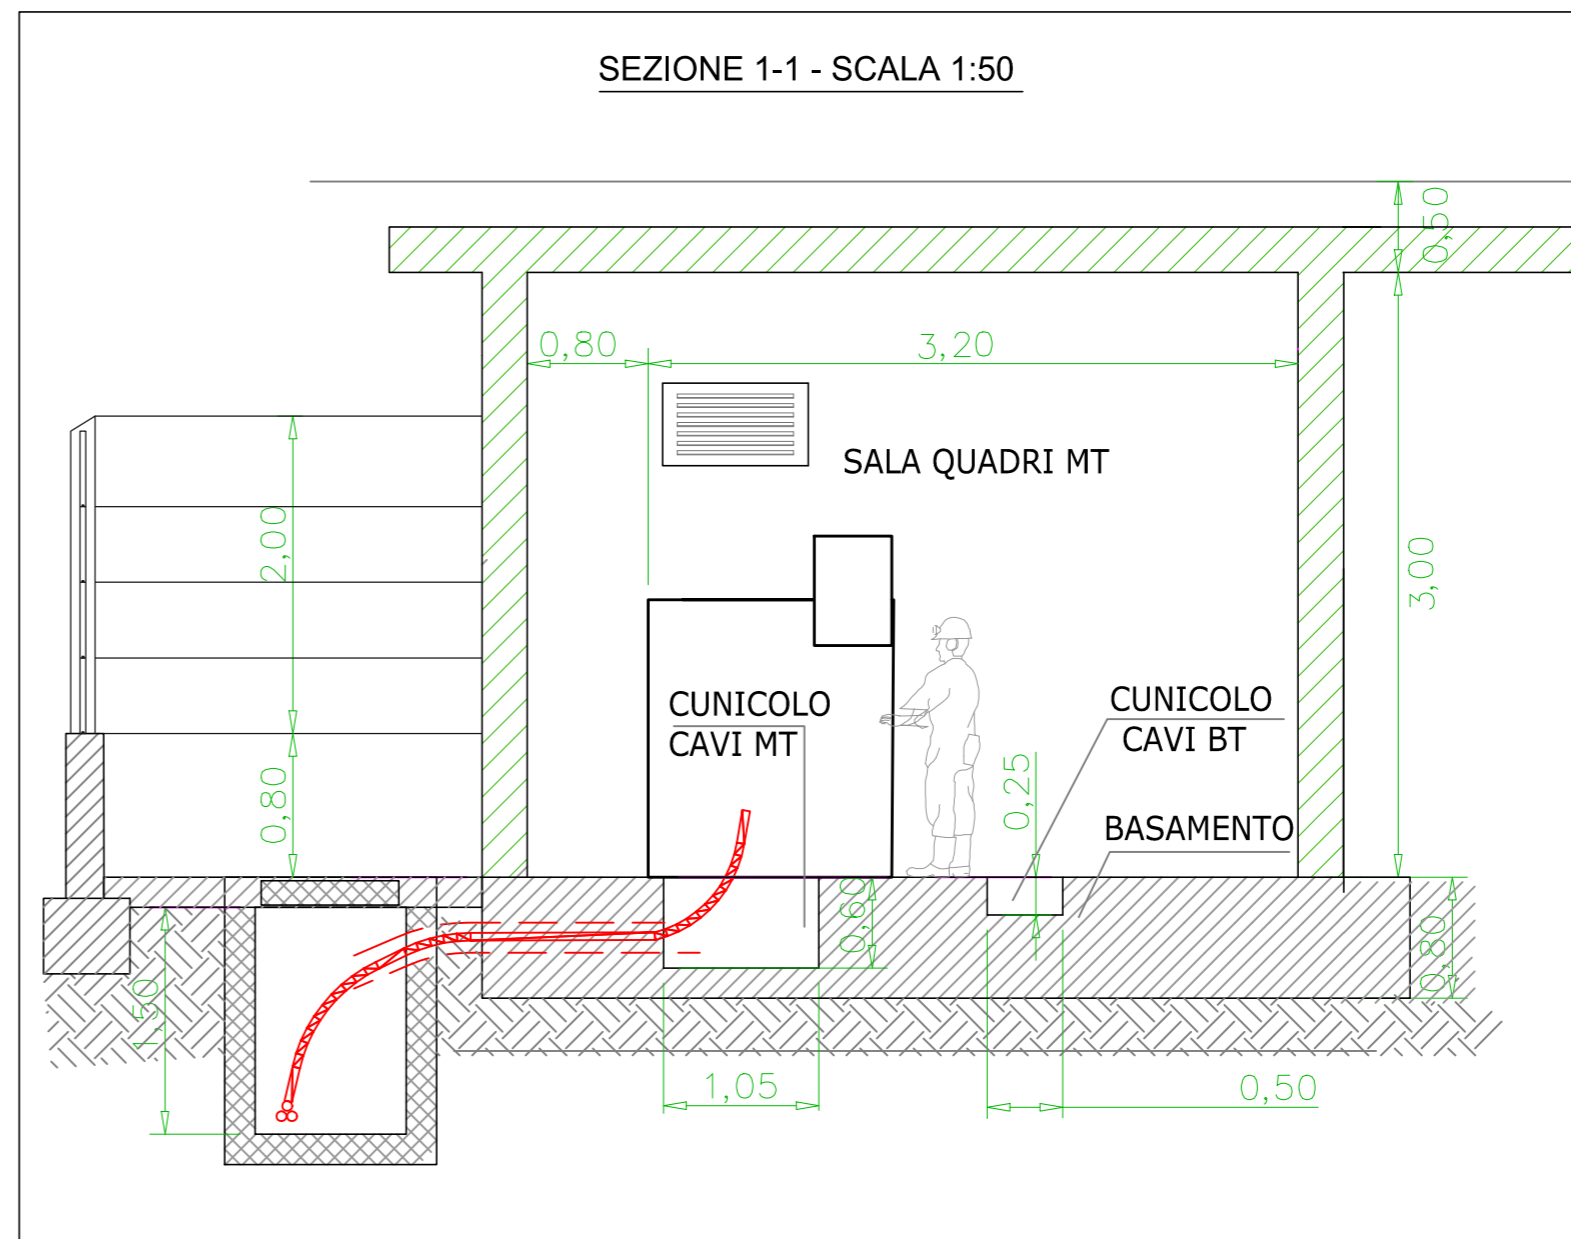 SEZIONE 1-1 - SCALA 1:50
0,50
0,80
3,20
SALA QUADRI MT
2,00
3,00
CUNICOLO
CAVI MT
CUNICOLO
CAVI BT
0,25
0,80
BASAMENTO
0,60
0,80
1,50
1,05
0,50